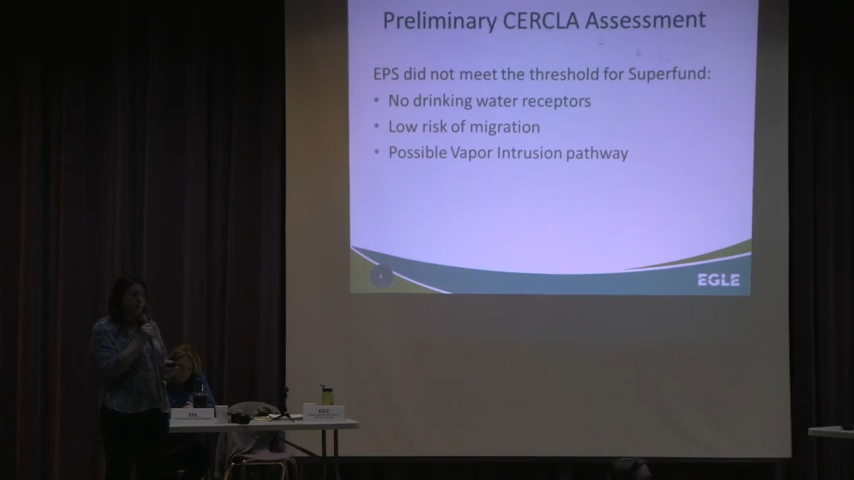 Preliminary CERCLA Assessment
EPS did not meet the threshold for Superfund:
• No drinking water receptors
• Low risk of migration
• Possible Vapor Intrusion pathway
EGLE
EGLE